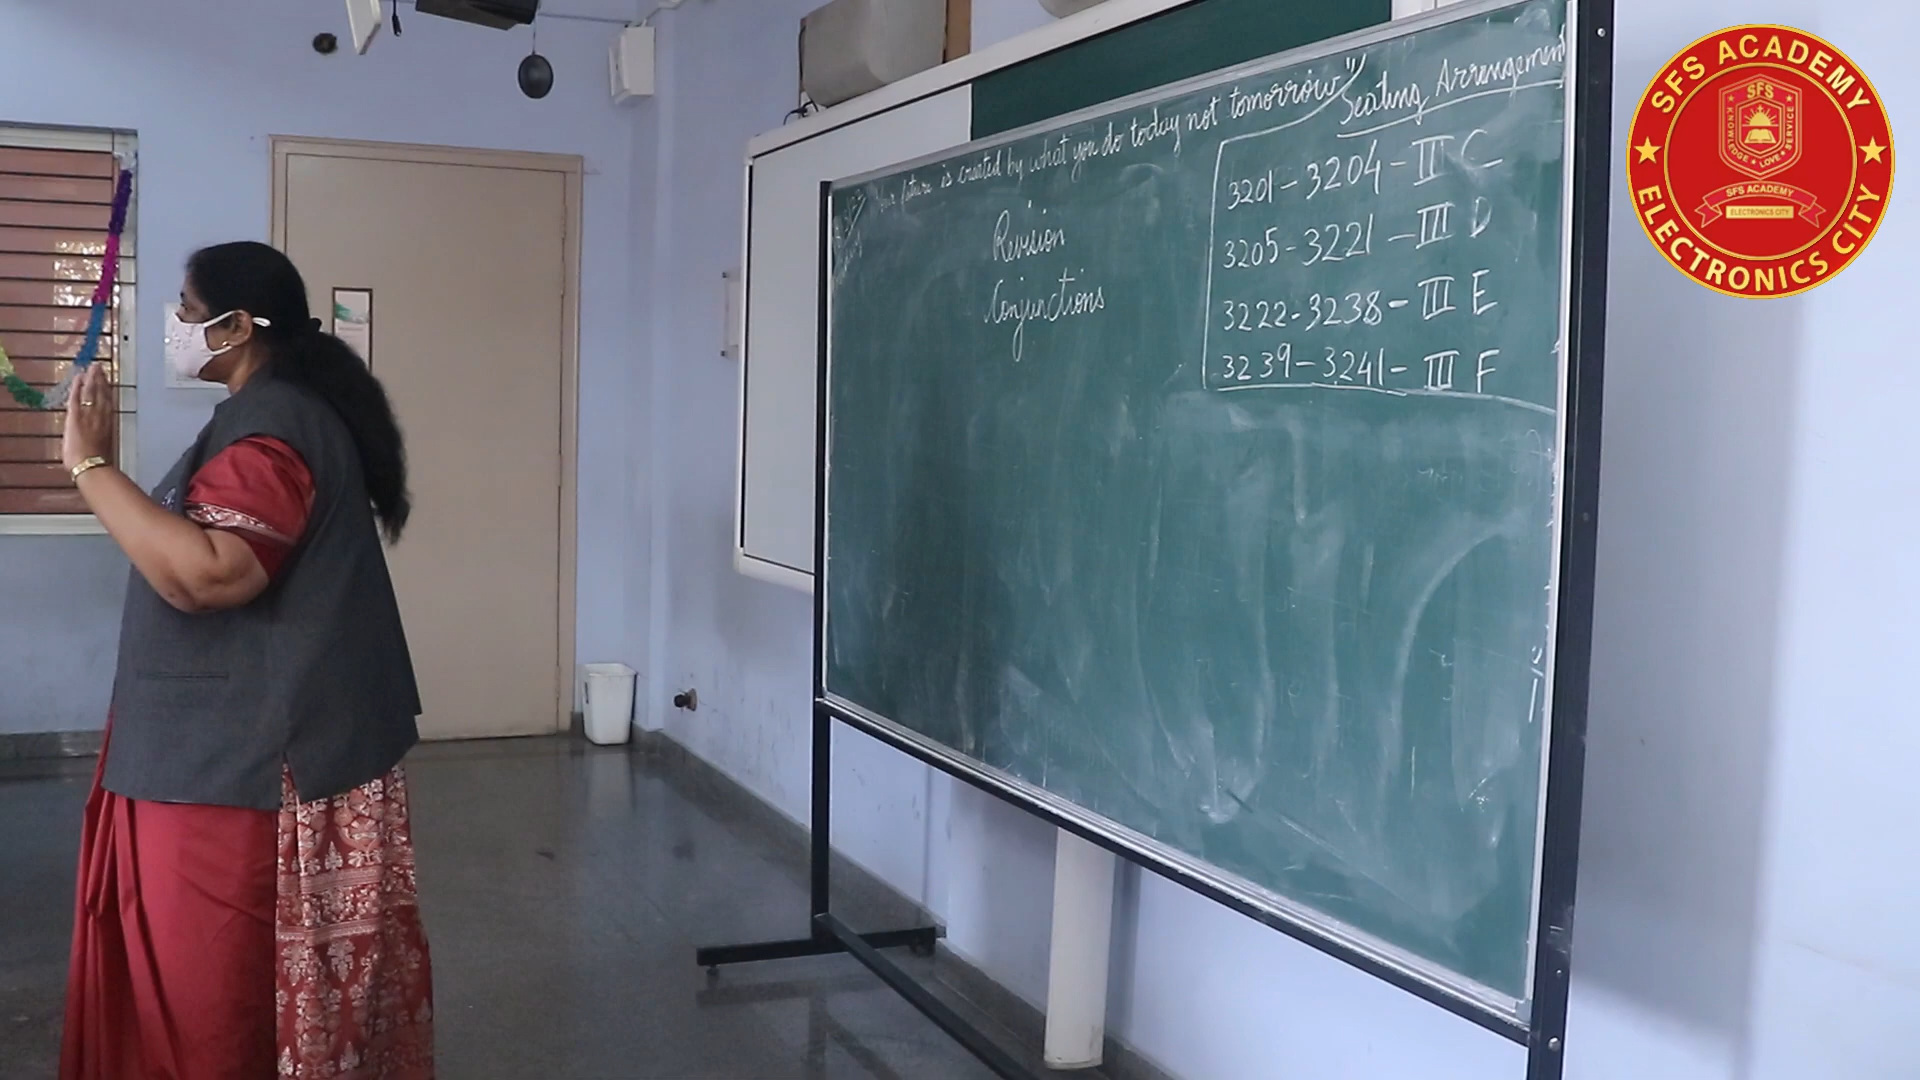 Your future is created by what you do today not tomorrow"
Seating Arrangement
Revision
Conjunctions
3201 - 3204 - III C
3205 - 3221 - III D
3222 - 3238 - III E
3239 - 3241 - III F
SFS ACADEMY
ELECTRONICS CITY
SFS
KNOWLEDGE • LOVE • SERVICE
SFS ACADEMY
ELECTRONICS CITY